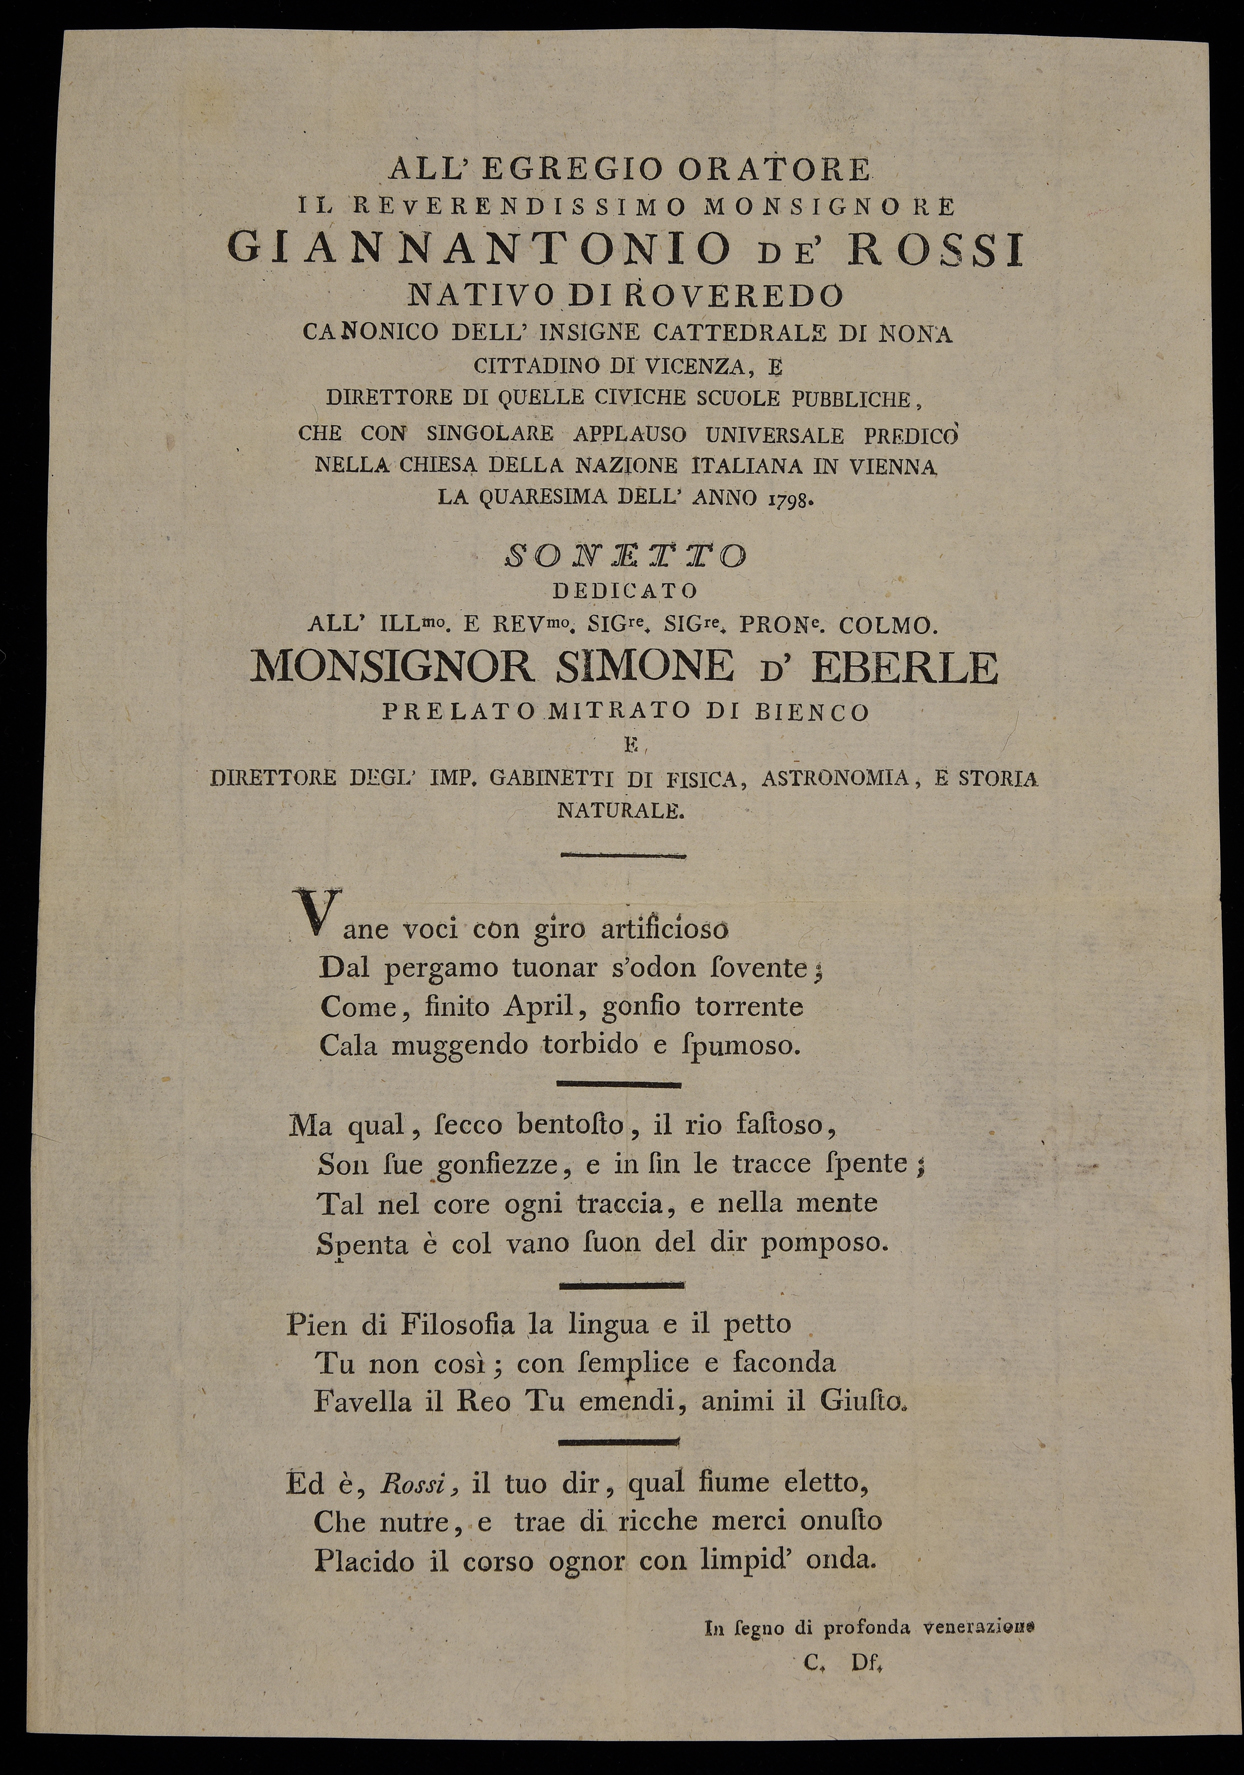 ALL' EGREGIO ORATORE
IL REVERENDISSIMO MONSIGNORE
GIANNANTONIO DE' ROSSI
NATIVO DI ROVEREDO
CANONICO DELL' INSIGNE CATTEDRALE DI NONA
CITTADINO DI VICENZA, E
DIRETTORE DI QUELLE CIVICHE SCUOLE PUBBLICHE,
CHE CON SINGOLARE APPLAUSO UNIVERSALE PREDICÒ
NELLA CHIESA DELLA NAZIONE ITALIANA IN VIENNA
LA QUARESIMA DELL' ANNO 1798.
SONETTO
DEDICATO
ALL' ILLmo. E REVmo. SIGre. SIGre. PRONe. COLMO.
MONSIGNOR SIMONE D' EBERLE
PRELATO MITRATO DI BIENCO
E
DIRETTORE DEGL' IMP. GABINETTI DI FISICA, ASTRONOMIA, E STORIA
NATURALE.
Vane voci con giro artificioso
Dal pergamo tuonar s'odon ſovente;
Come, finito April, gonfio torrente
Cala muggendo torbido e ſpumoso.
Ma qual, ſecco bentoſto, il rio faſtoso,
Son ſue gonfiezze, e in ſin le tracce ſpente;
Tal nel core ogni traccia, e nella mente
Spenta è col vano ſuon del dir pomposo.
Pien di Filosofia la lingua e il petto
Tu non così; con ſemplice e faconda
Favella il Reo Tu emendi, animi il Giuſto.
Ed è, Rossi, il tuo dir, qual fiume eletto,
Che nutre, e trae di ricche merci onuſto
Placido il corso ognor con limpid' onda.
In ſegno di profonda venerazione
C. Df.